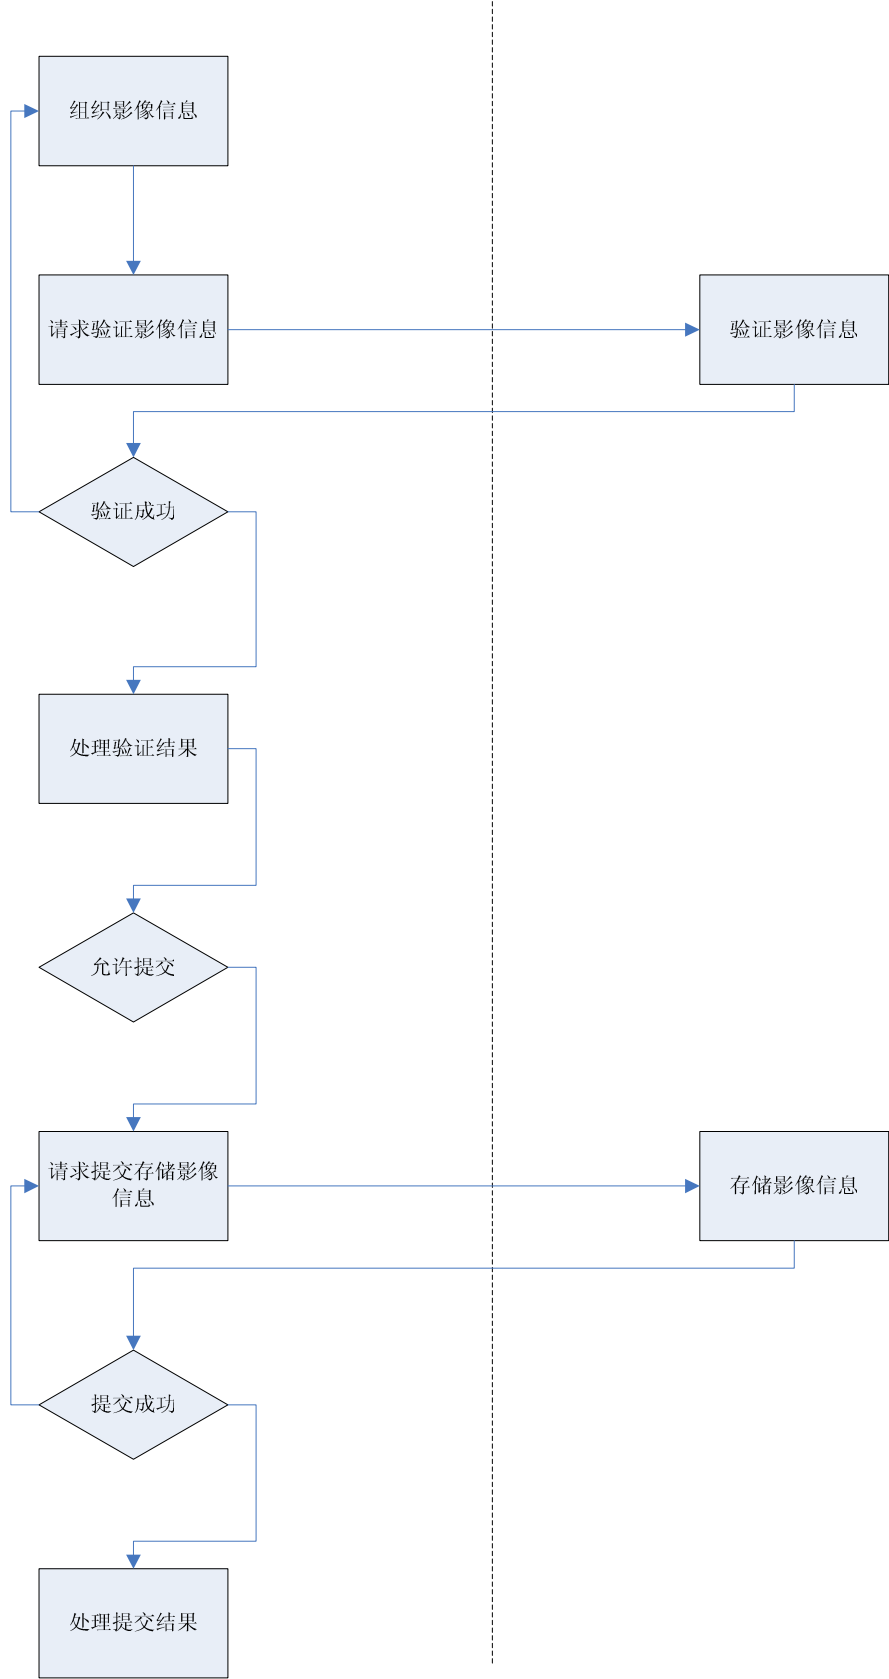 组织影像信息
请求验证影像信息
验证影像信息
验证成功
处理验证结果
允许提交
请求提交存储影像
信息
存储影像信息
提交成功
处理提交结果